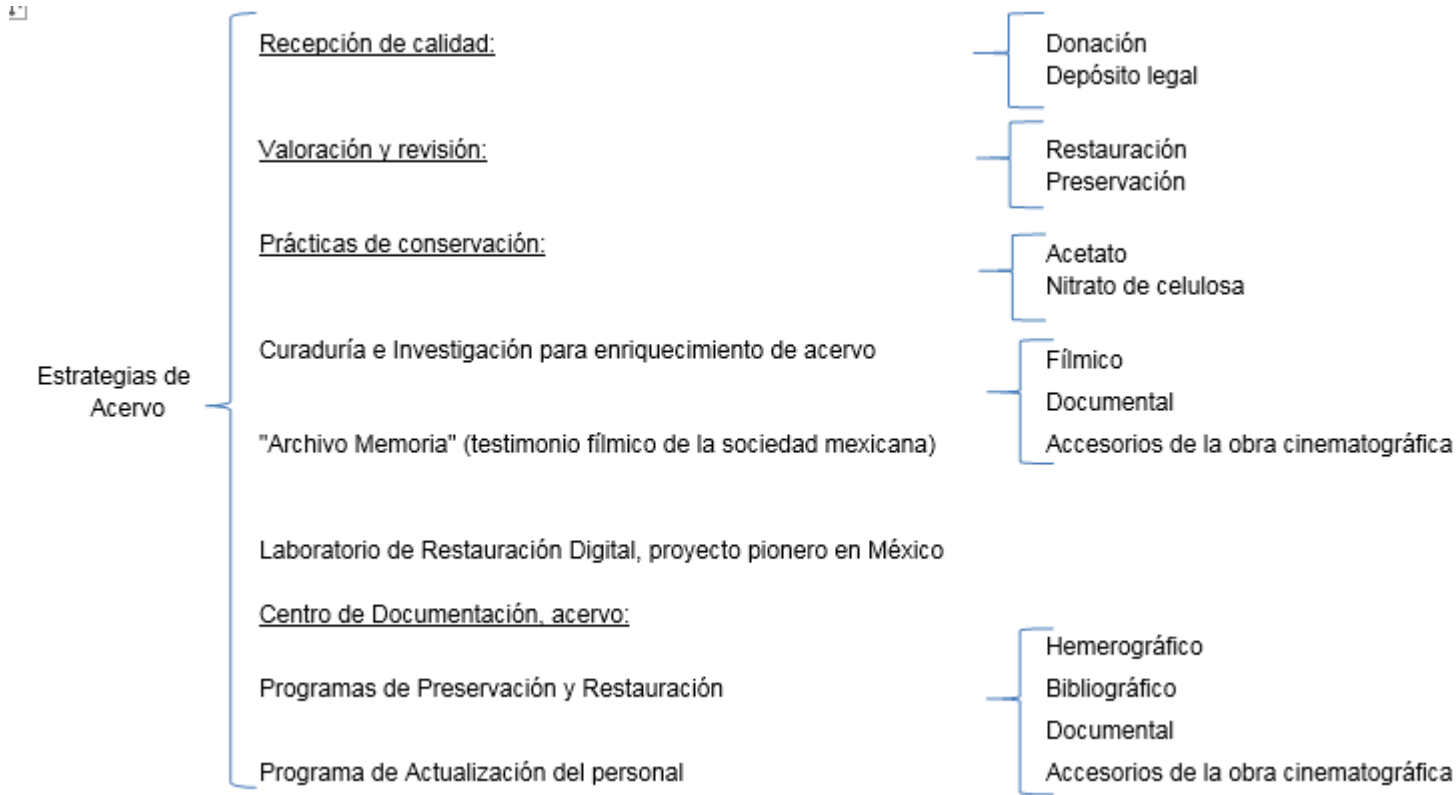 Estrategias de
Acervo
Recepción de calidad:
Donación
Depósito legal
Valoración y revisión:
Restauración
Preservación
Prácticas de conservación:
Acetato
Nitrato de celulosa
Curaduría e Investigación para enriquecimiento de acervo
Fílmico
Documental
"Archivo Memoria" (testimonio fílmico de la sociedad mexicana)
Accesorios de la obra cinematográfica
Laboratorio de Restauración Digital, proyecto pionero en México
Centro de Documentación, acervo:
Hemerográfico
Programas de Preservación y Restauración
Bibliográfico
Documental
Programa de Actualización del personal
Accesorios de la obra cinematográfica